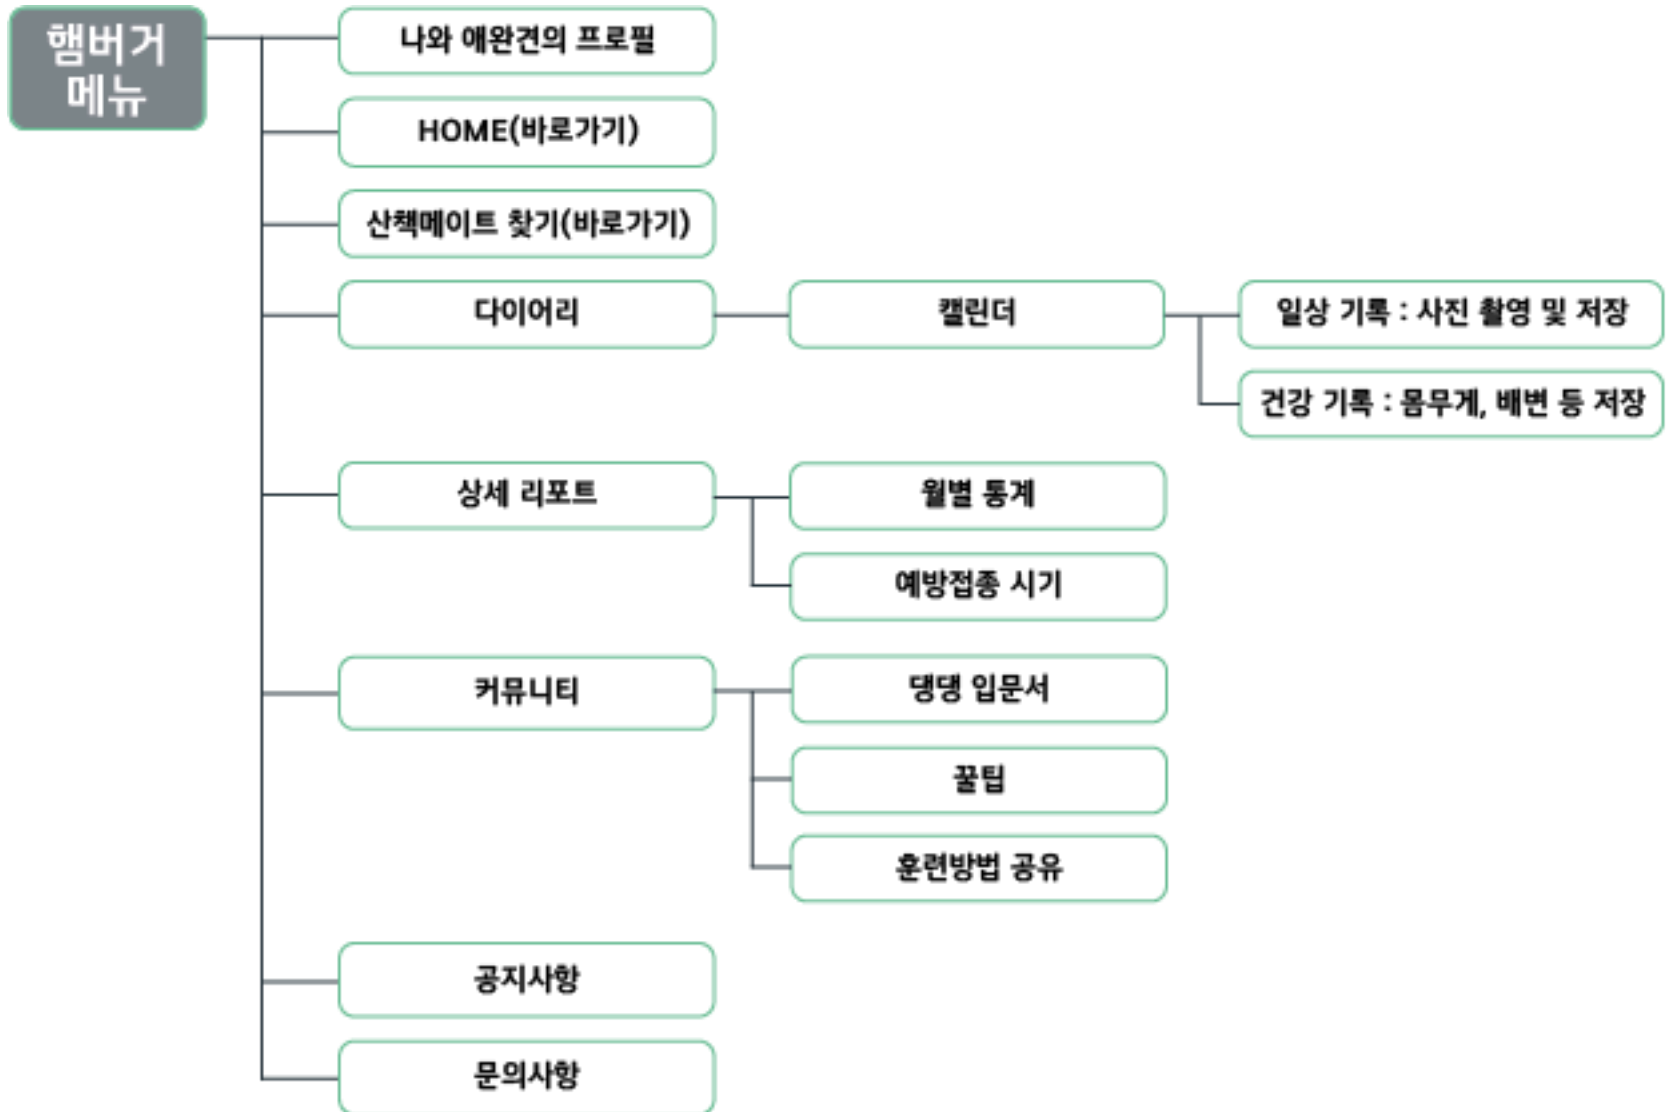 햄버거
메뉴
나와 애완견의 프로필
HOME(바로가기)
산책메이트 찾기(바로가기)
다이어리
캘린더
일상 기록 : 사진 촬영 및 저장
건강 기록 : 몸무게, 배변 등 저장
상세 리포트
월별 통계
예방접종 시기
커뮤니티
댕댕 입문서
꿀팁
훈련방법 공유
공지사항
문의사항